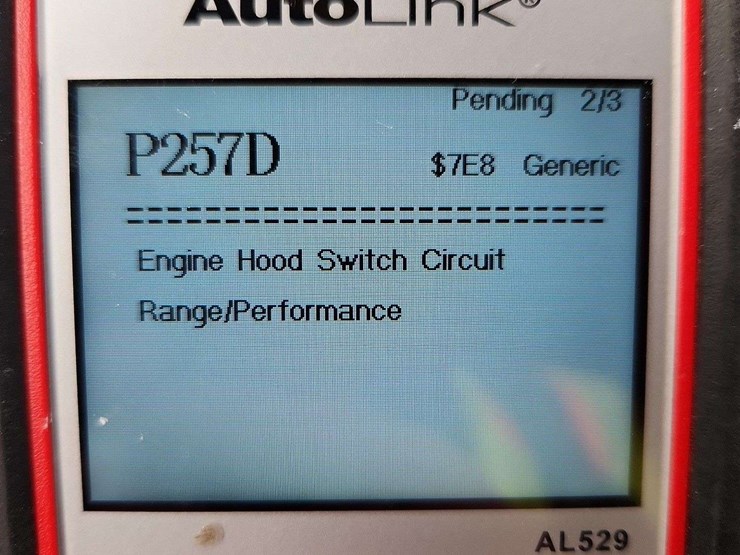 AutoLink®
Pending 2/3
P257D
$7E8 Generic
==============================
Engine Hood Switch Circuit
Range/Performance
AL529